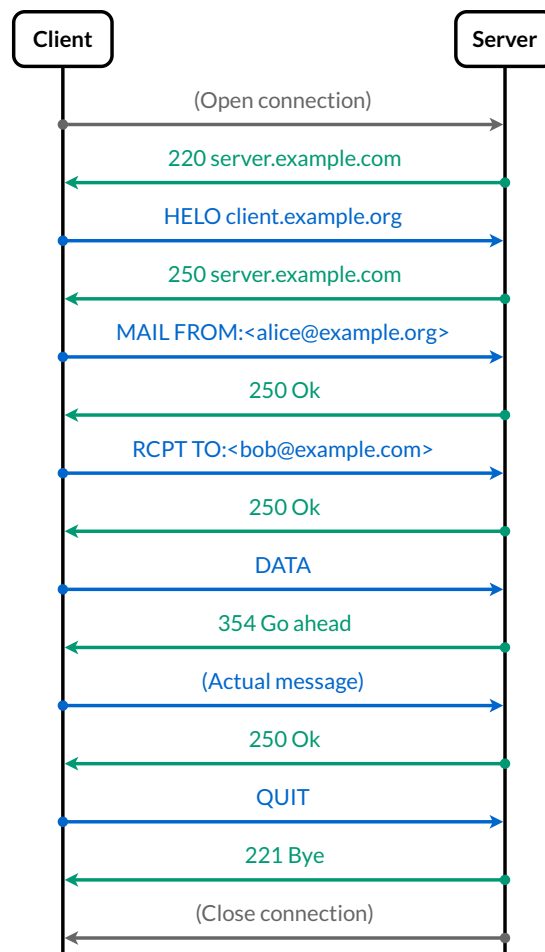 Client
Server
(Open connection)
220 server.example.com
HELO client.example.org
250 server.example.com
MAIL FROM:<alice@example.org>
250 Ok
RCPT TO:<bob@example.com>
250 Ok
DATA
354 Go ahead
(Actual message)
250 Ok
QUIT
221 Bye
(Close connection)